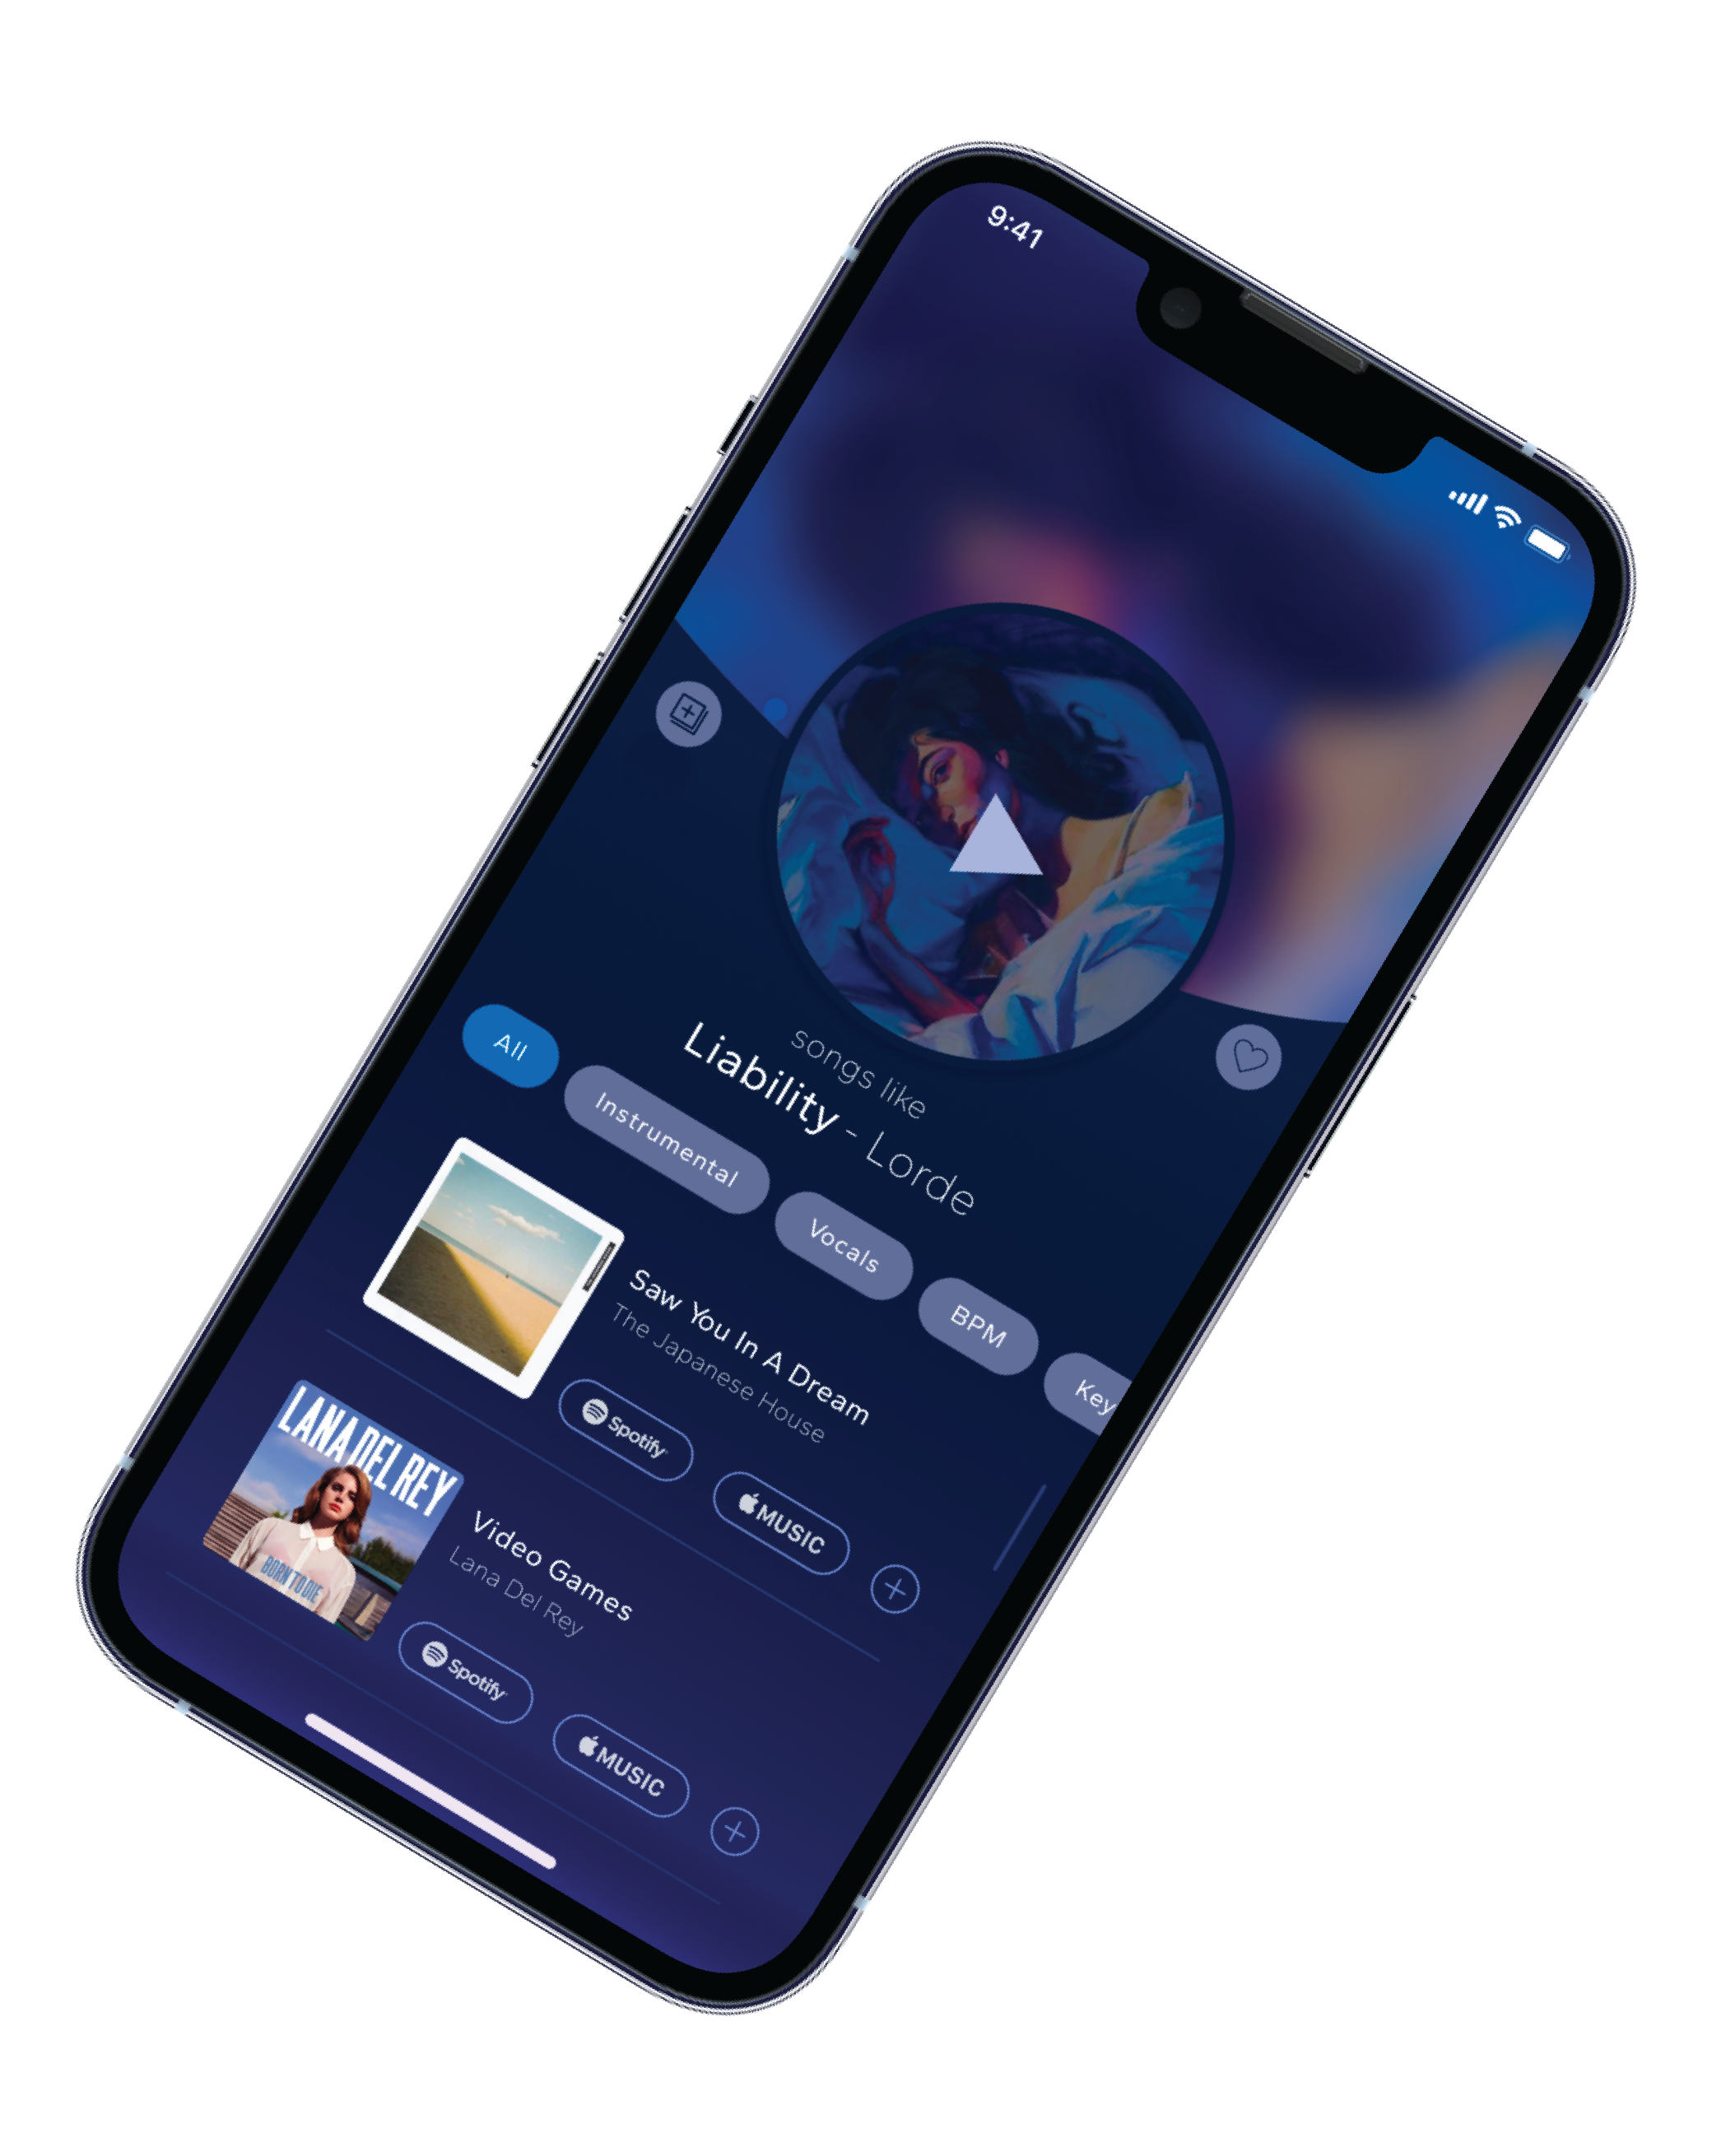 9:41
songs like
Liability - Lorde
All
Instrumental
Vocals
BPM
Key
Saw You In A Dream
The Japanese House
Spotify
MUSIC
LANA DEL REY
BORN TO DIE
Video Games
Lana Del Rey
Spotify
MUSIC